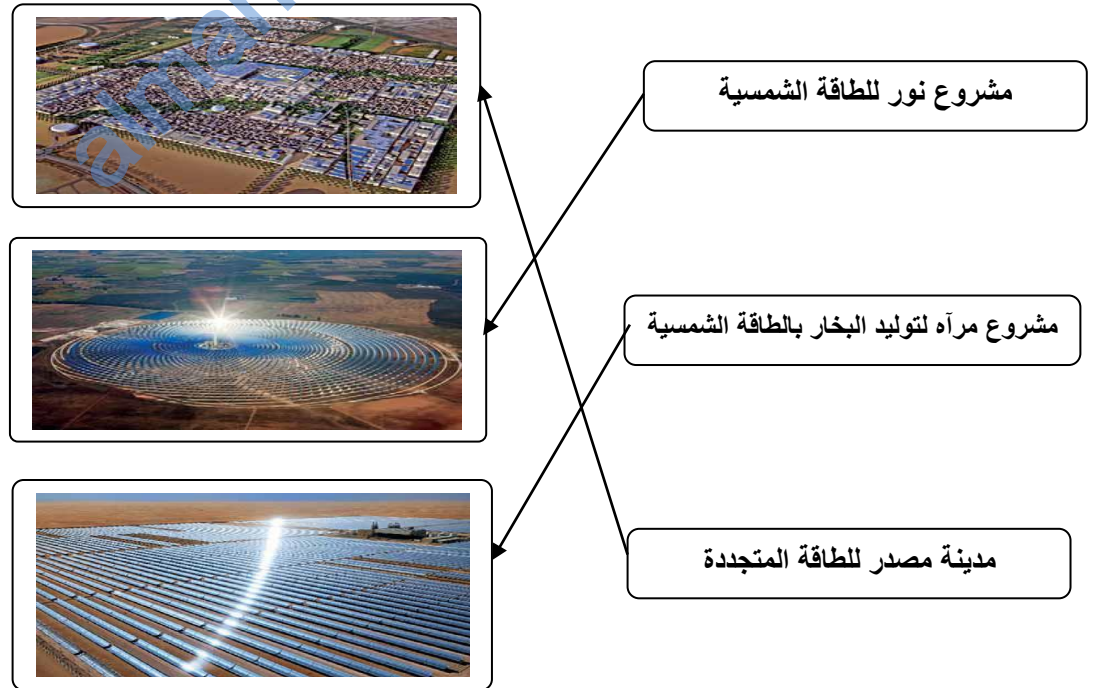 مشروع نور للطاقة الشمسية
مشروع مرآه لتوليد البخار بالطاقة الشمسية
مدينة مصدر للطاقة المتجددة